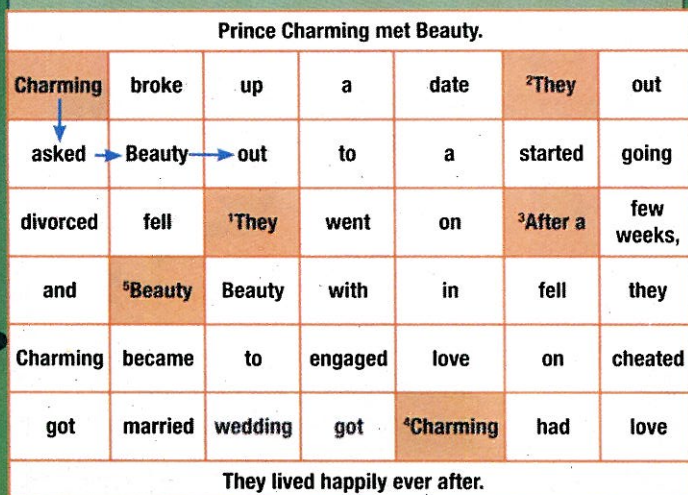 Prince Charming met Beauty.
Charming broke up a date ²They out
asked Beauty out to a started going
divorced fell ¹They went on ³After a few weeks,
and ⁵Beauty Beauty with in fell they
Charming became to engaged love on cheated
got married wedding got ⁴Charming had love
They lived happily ever after.